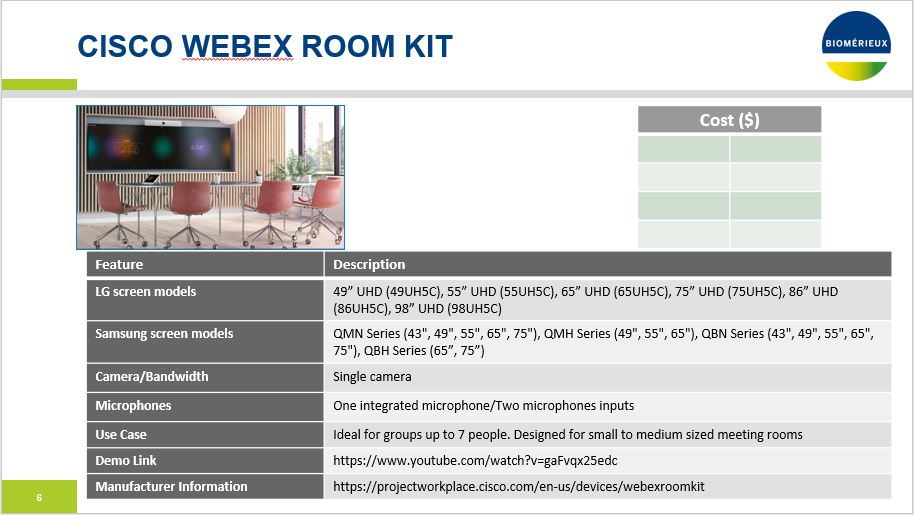 CISCO WEBEX ROOM KIT
BIOMÉRIEUX
Cost ($)
Feature Description
LG screen models 49” UHD (49UH5C), 55” UHD (55UH5C), 65” UHD (65UH5C), 75” UHD (75UH5C), 86” UHD
(86UH5C), 98” UHD (98UH5C)
Samsung screen models QMN Series (43", 49", 55", 65", 75"), QMH Series (49", 55", 65"), QBN Series (43", 49", 55", 65",
75"), QBH Series (65”, 75”)
Camera/Bandwidth Single camera
Microphones One integrated microphone/Two microphones inputs
Use Case Ideal for groups up to 7 people. Designed for small to medium sized meeting rooms
Demo Link https://www.youtube.com/watch?v=gaFvqx25edc
Manufacturer Information https://projectworkplace.cisco.com/en-us/devices/webexroomkit
6